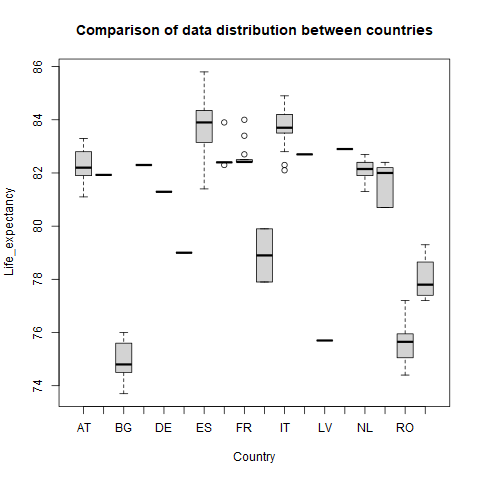 Comparison of data distribution between countries
Life_expectancy
86
84
82
80
78
76
74
AT BG DE ES FR IT LV NL RO
Country